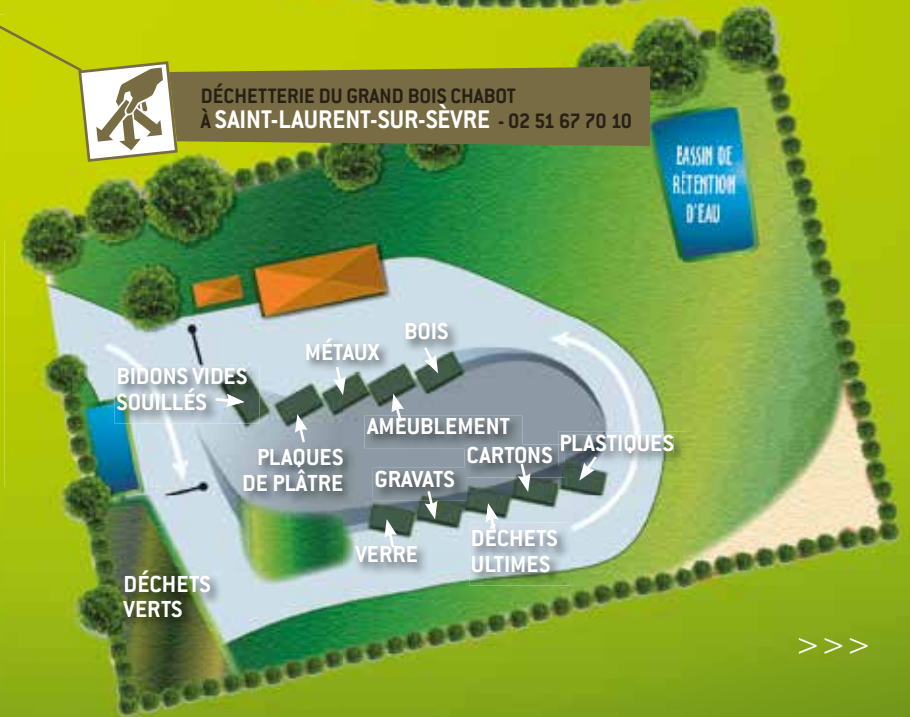 DÉCHETTERIE DU GRAND BOIS CHABOT
À SAINT-LAURENT-SUR-SÈVRE - 02 51 67 70 10
BASSIN DE
RÉTENTION
D'EAU
BOIS
MÉTAUX
BIDONS VIDES
SOUILLÉS
AMEUBLEMENT
PLAQUES
DE PLÂTRE
CARTONS
PLASTIQUES
GRAVATS
VERRE
DÉCHETS
ULTIMES
DÉCHETS
VERTS
>>>